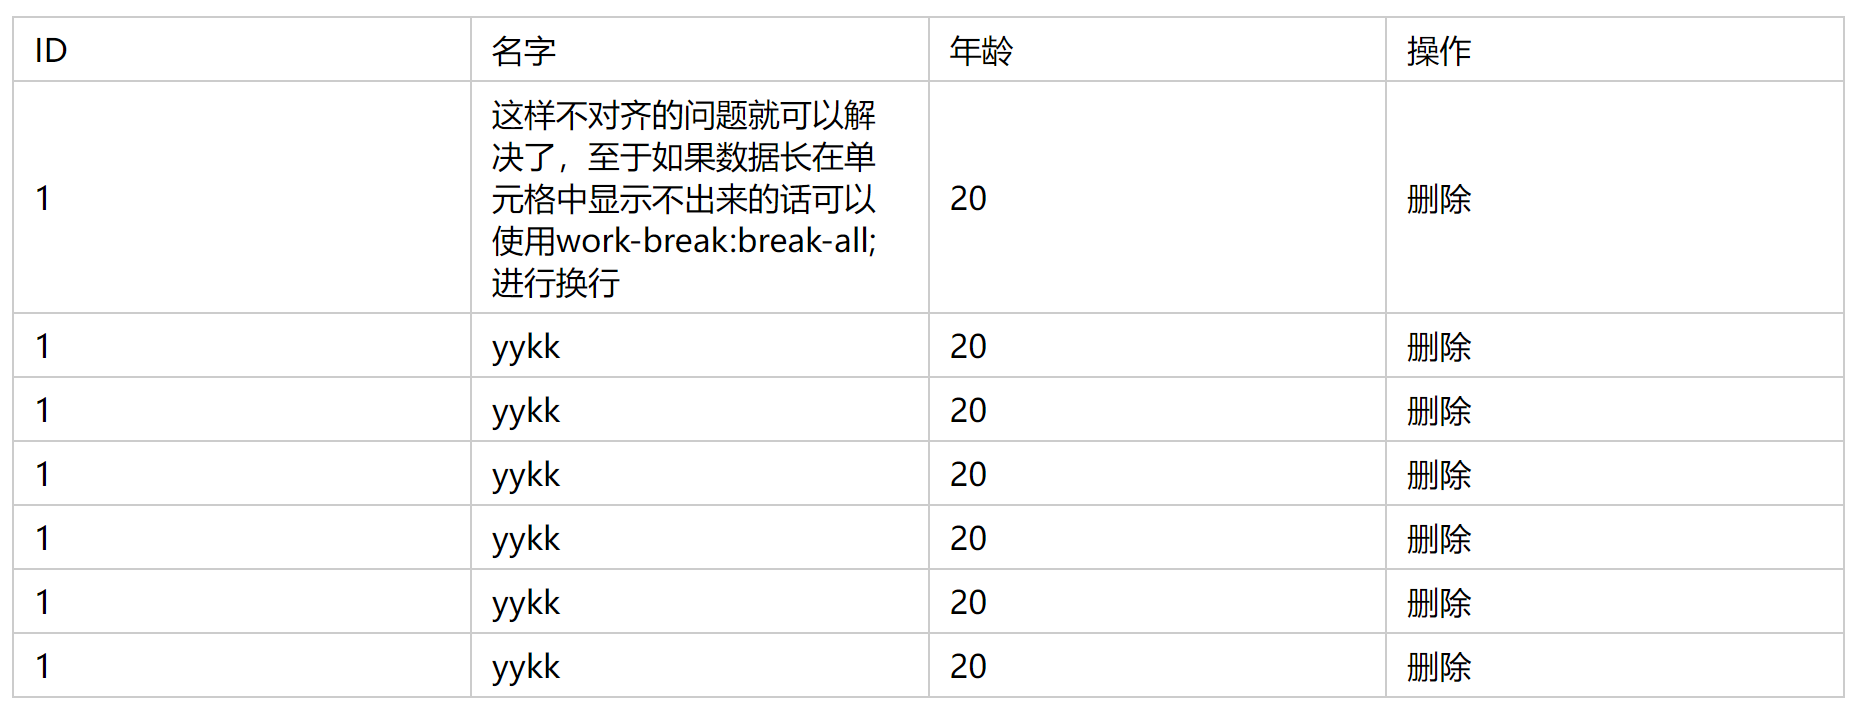 ID 名字 年龄 操作
1 这样不对齐的问题就可以解
决了，至于如果数据长在单
元格中显示不出来的话可以
使用work-break:break-all;
进行换行 20 删除
1 yykk 20 删除
1 yykk 20 删除
1 yykk 20 删除
1 yykk 20 删除
1 yykk 20 删除
1 yykk 20 删除